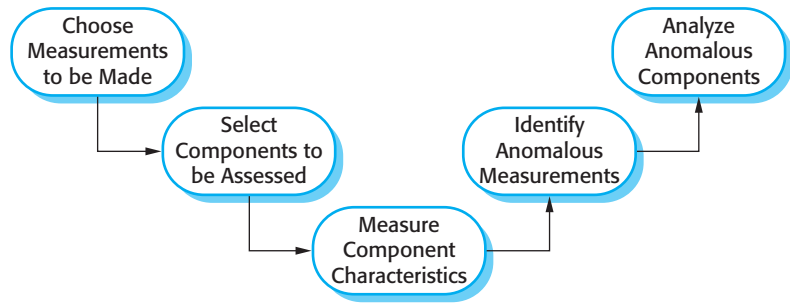 Choose
Measurements
to be Made
Select
Components to
be Assessed
Measure
Component
Characteristics
Identify
Anomalous
Measurements
Analyze
Anomalous
Components